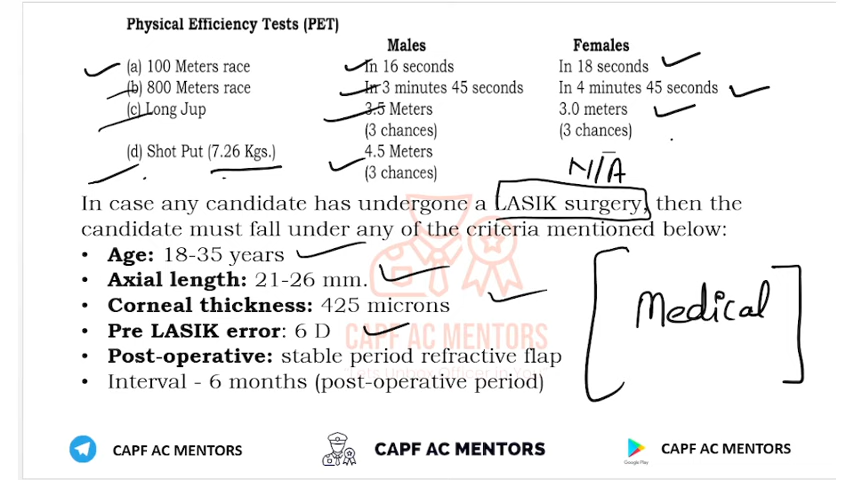 Physical Efficiency Tests (PET)
Males Females
(a) 100 Meters race In 16 seconds In 18 seconds
(b) 800 Meters race In 3 minutes 45 seconds In 4 minutes 45 seconds
(c) Long Jup 3.5 Meters 3.0 meters
(3 chances) (3 chances)
(d) Shot Put (7.26 Kgs.) 4.5 Meters
(3 chances) N/A
In case any candidate has undergone a LASIK surgery, then the
candidate must fall under any of the criteria mentioned below:
• Age: 18-35 years
• Axial length: 21-26 mm.
• Corneal thickness: 425 microns
• Pre LASIK error: 6 D
• Post-operative: stable period refractive flap
• Interval - 6 months (post-operative period)
Medical
CAPF AC MENTORS
CAPF AC MENTORS CAPF AC MENTORS CAPF AC MENTORS
Google Play